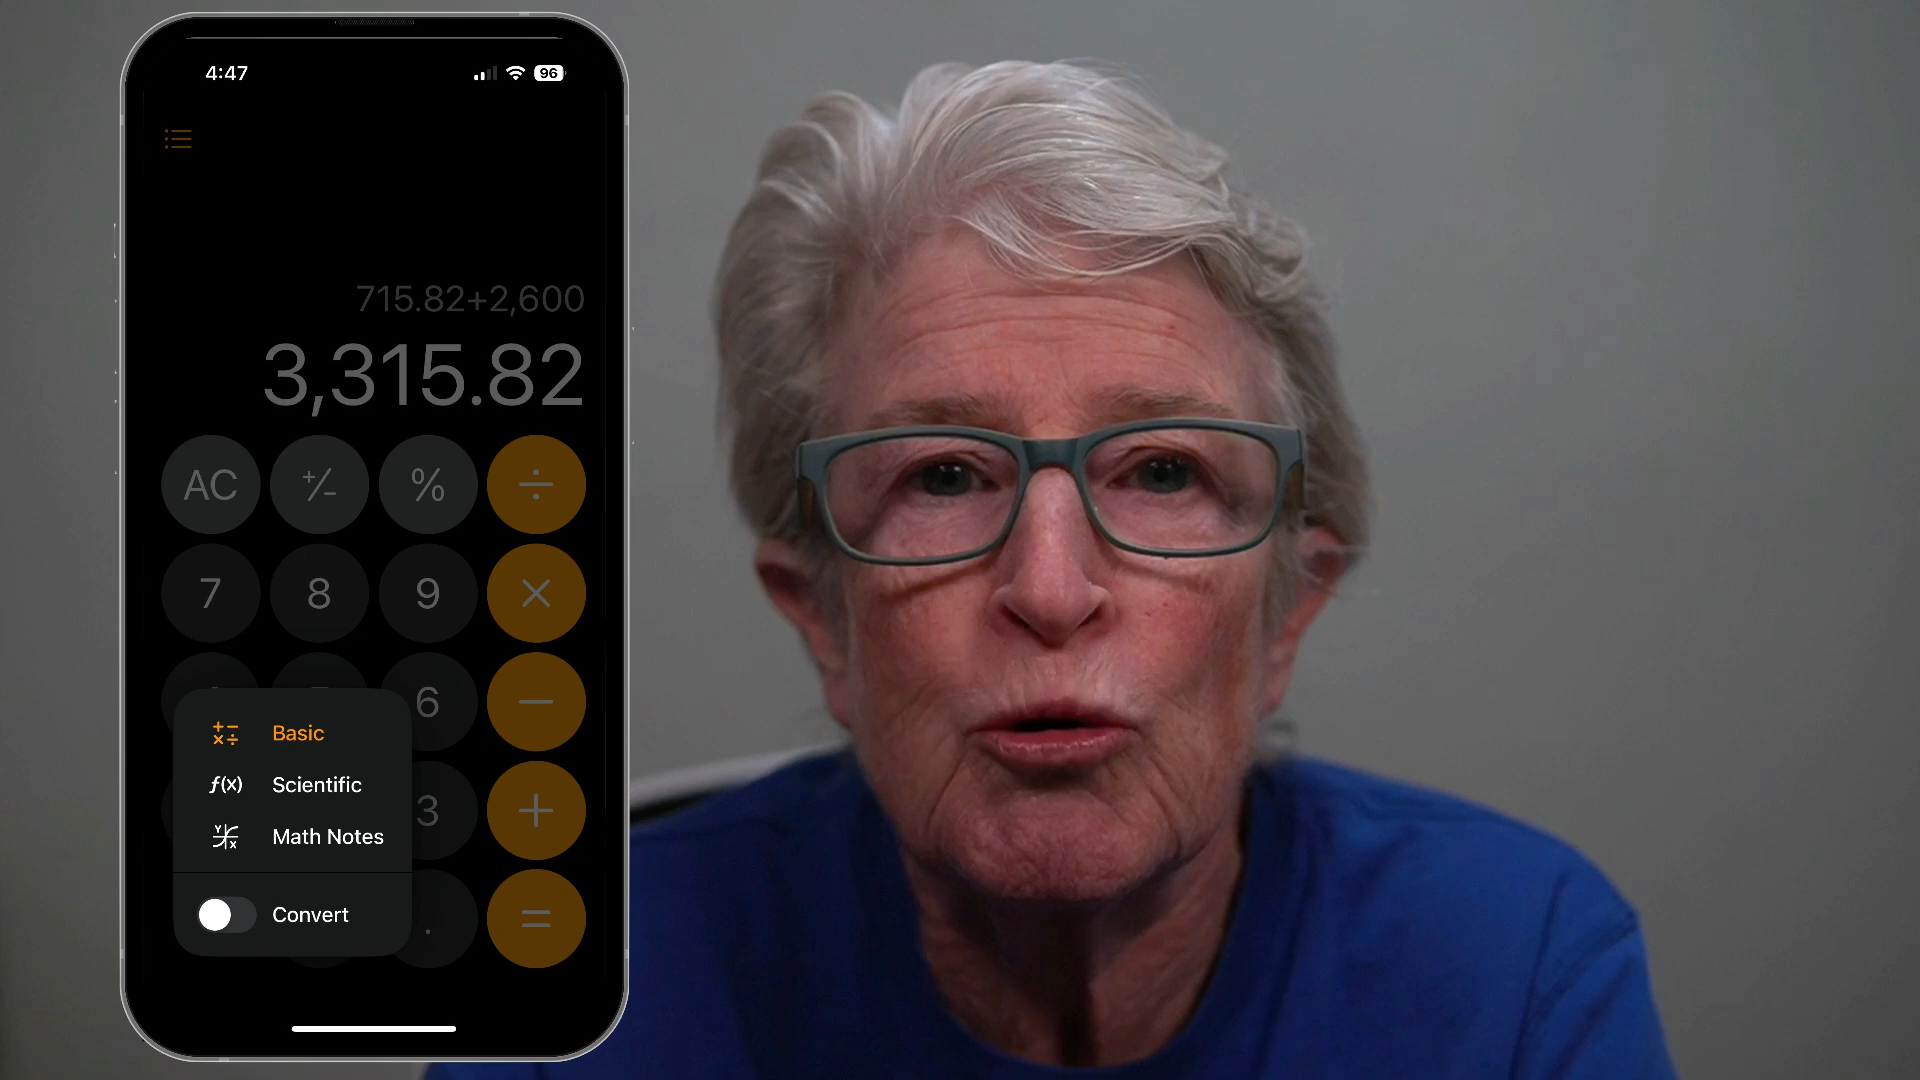 4:47
96
715.82+2,600
3,315.82
AC +/− % ÷
7 8 9 ×
6 −
Basic
f(x) Scientific
3 +
Math Notes
Convert
. =